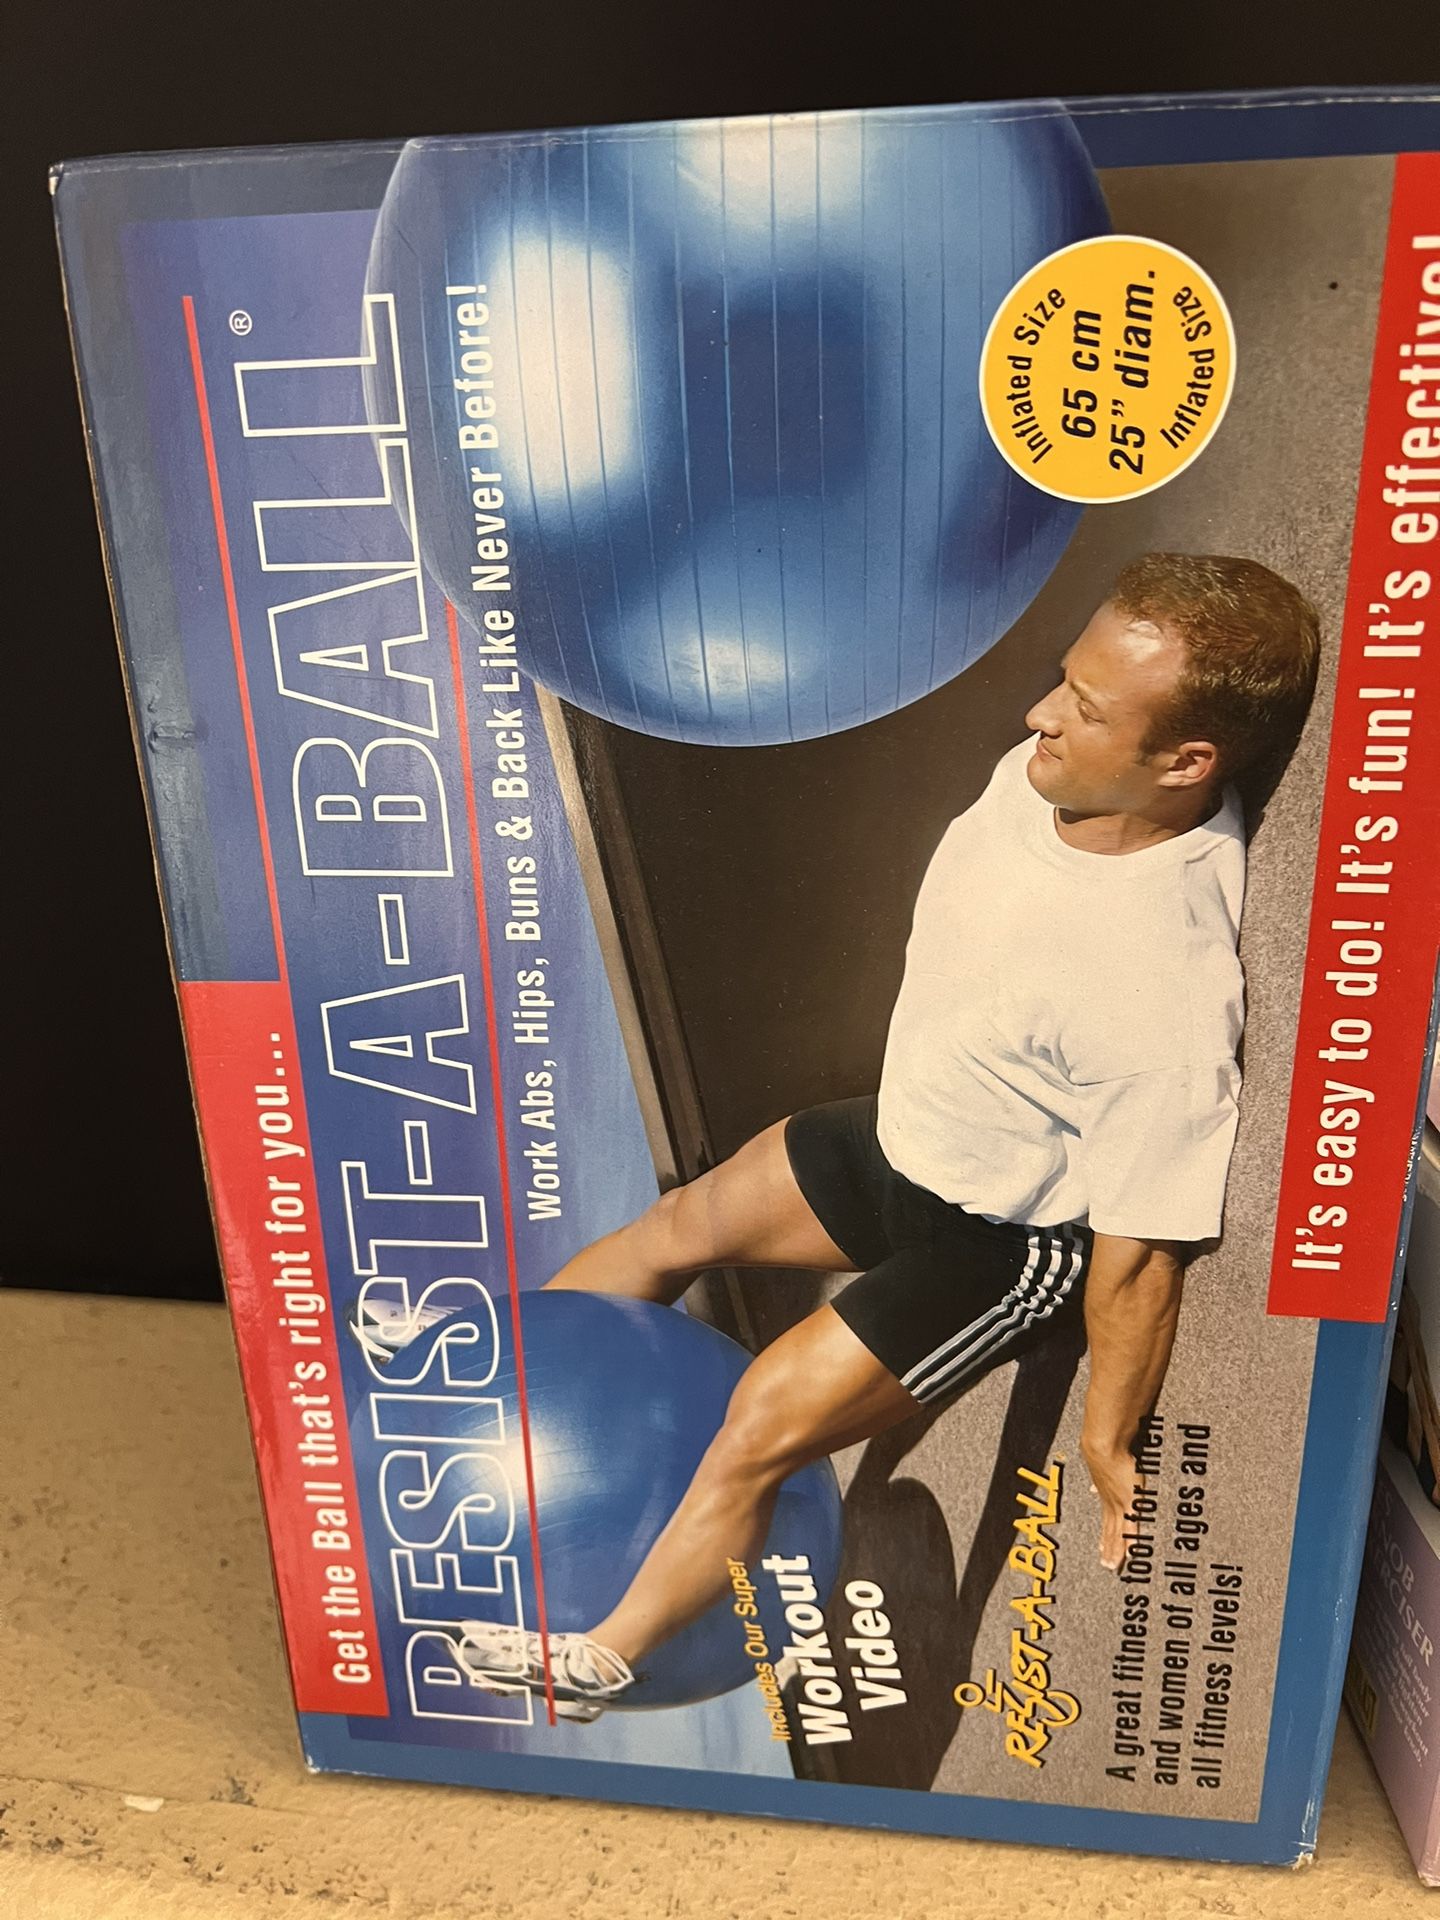 Get the Ball that's right for you...
RESIST-A-BALL®
Work Abs, Hips, Buns & Back Like Never Before!
Inflated Size
65 cm
25" diam.
Inflated Size
Includes Our Super
Workout
Video
RESIST-A-BALL
A great fitness tool for men
and women of all ages and
all fitness levels!
It's easy to do! It's fun! It's effective!